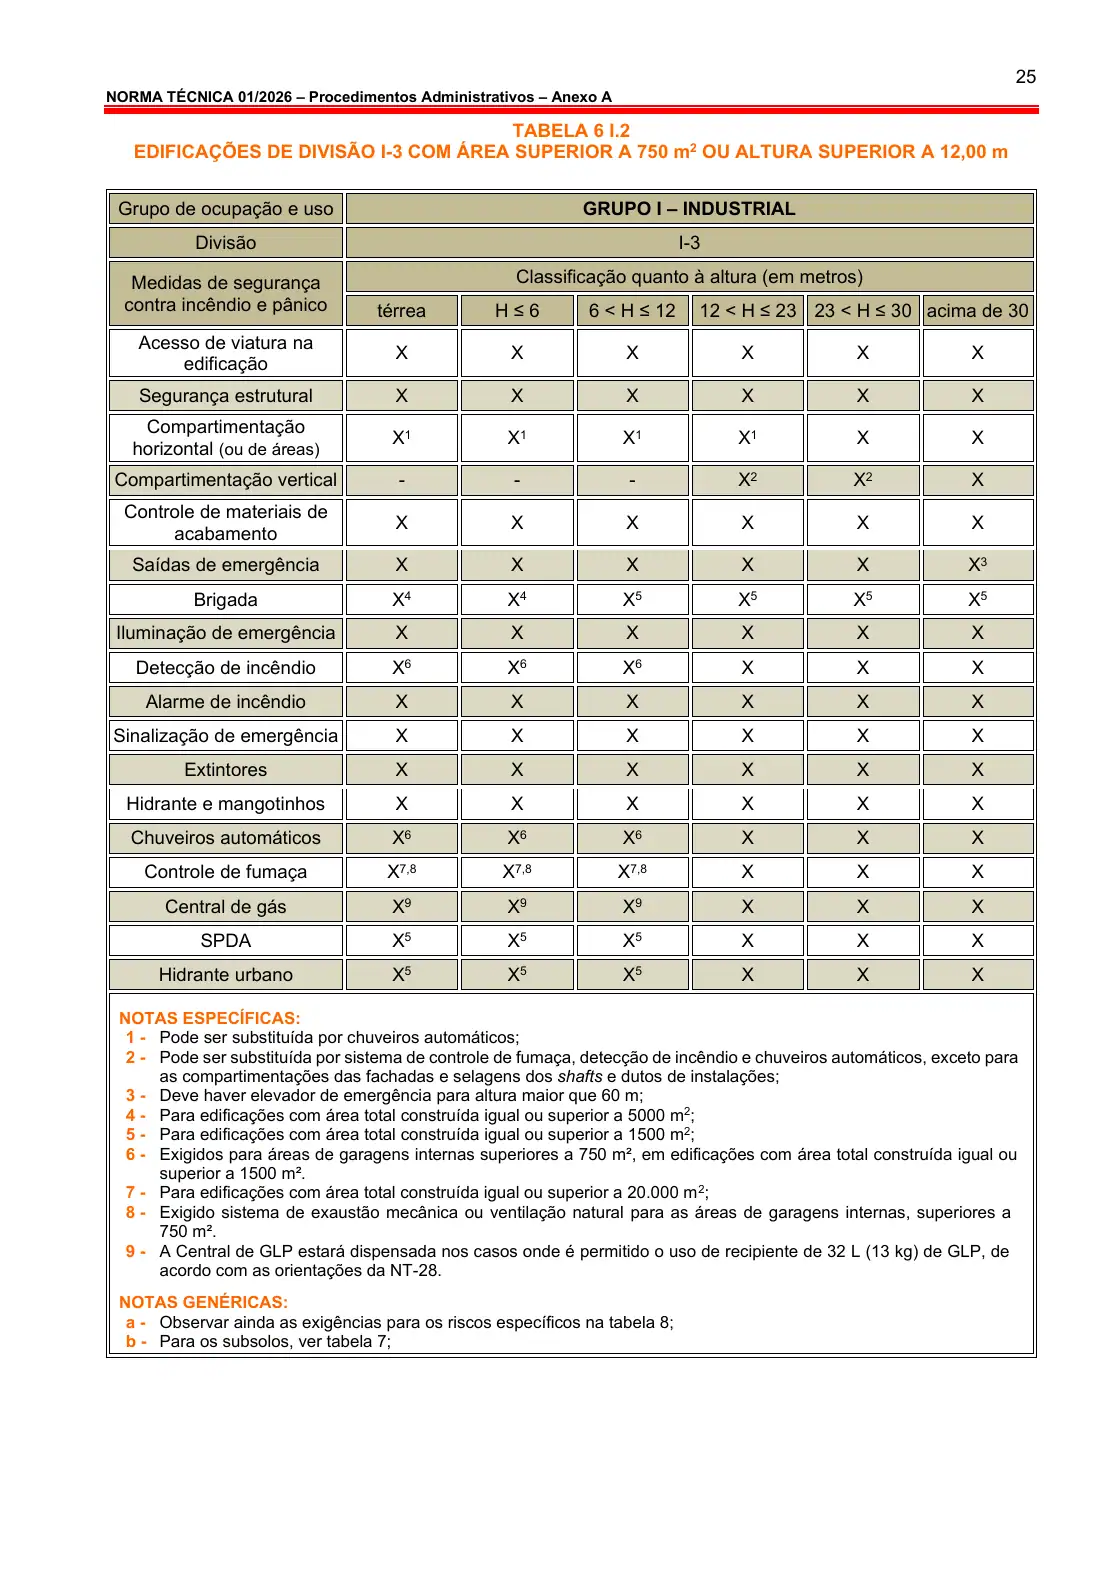 25
NORMA TÉCNICA 01/2026 – Procedimentos Administrativos – Anexo A
TABELA 6 I.2
EDIFICAÇÕES DE DIVISÃO I-3 COM ÁREA SUPERIOR A 750 m² OU ALTURA SUPERIOR A 12,00 m
Grupo de ocupação e uso GRUPO I – INDUSTRIAL
Divisão I-3
Medidas de segurança contra incêndio e pânico Classificação quanto à altura (em metros)
térrea H ≤ 6 6 < H ≤ 12 12 < H ≤ 23 23 < H ≤ 30 acima de 30
Acesso de viatura na edificação X X X X X X
Segurança estrutural X X X X X X
Compartimentação horizontal (ou de áreas) X¹ X¹ X¹ X¹ X X
Compartimentação vertical - - - X² X² X
Controle de materiais de acabamento X X X X X X
Saídas de emergência X X X X X X³
Brigada X⁴ X⁴ X⁵ X⁵ X⁵ X⁵
Iluminação de emergência X X X X X X
Detecção de incêndio X⁶ X⁶ X⁶ X X X
Alarme de incêndio X X X X X X
Sinalização de emergência X X X X X X
Extintores X X X X X X
Hidrante e mangotinhos X X X X X X
Chuveiros automáticos X⁶ X⁶ X⁶ X X X
Controle de fumaça X⁷,⁸ X⁷,⁸ X⁷,⁸ X X X
Central de gás X⁹ X⁹ X⁹ X X X
SPDA X⁵ X⁵ X⁵ X X X
Hidrante urbano X⁵ X⁵ X⁵ X X X
NOTAS ESPECÍFICAS:
1 - Pode ser substituída por chuveiros automáticos;
2 - Pode ser substituída por sistema de controle de fumaça, detecção de incêndio e chuveiros automáticos, exceto para
as compartimentações das fachadas e selagens dos shafts e dutos de instalações;
3 - Deve haver elevador de emergência para altura maior que 60 m;
4 - Para edificações com área total construída igual ou superior a 5000 m²;
5 - Para edificações com área total construída igual ou superior a 1500 m²;
6 - Exigidos para áreas de garagens internas superiores a 750 m², em edificações com área total construída igual ou
superior a 1500 m².
7 - Para edificações com área total construída igual ou superior a 20.000 m²;
8 - Exigido sistema de exaustão mecânica ou ventilação natural para as áreas de garagens internas, superiores a
750 m².
9 - A Central de GLP estará dispensada nos casos onde é permitido o uso de recipiente de 32 L (13 kg) de GLP, de
acordo com as orientações da NT-28.
NOTAS GENÉRICAS:
a - Observar ainda as exigências para os riscos específicos na tabela 8;
b - Para os subsolos, ver tabela 7;